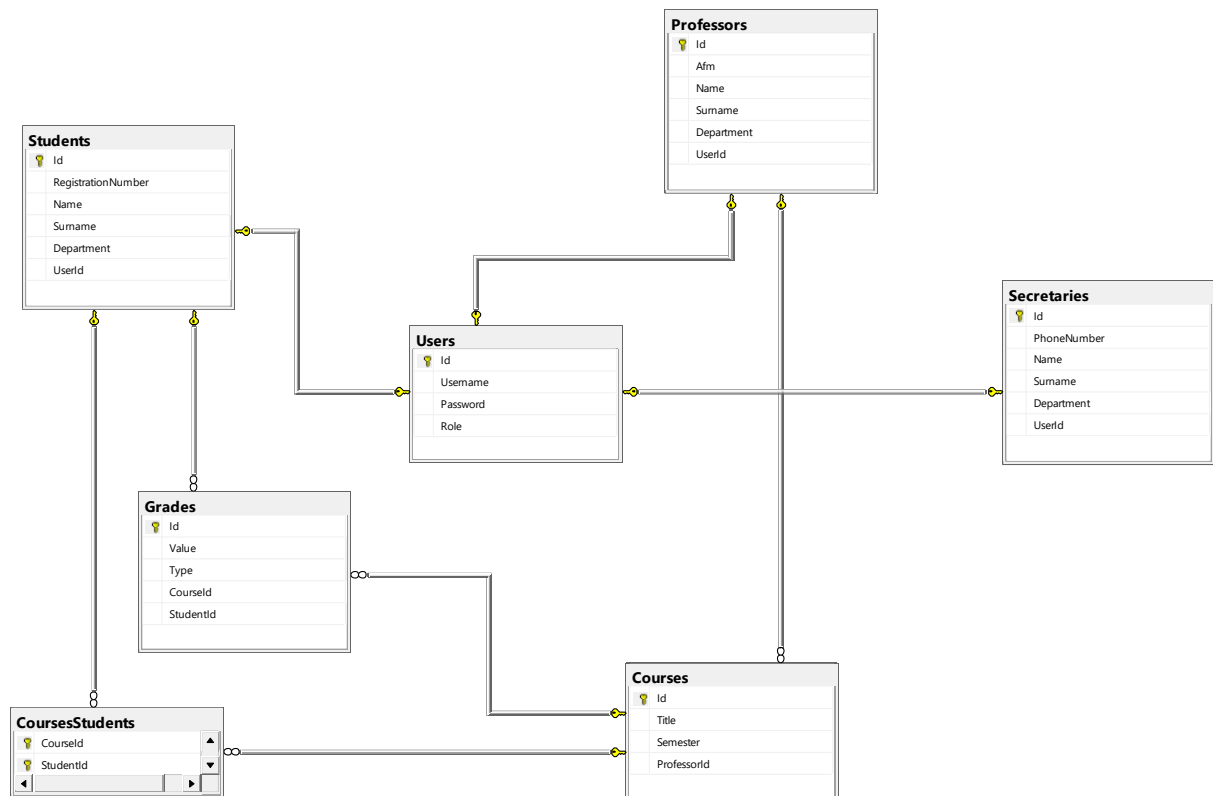 Professors
Id
Afm
Name
Surname
Department
UserId
Students
Id
RegistrationNumber
Name
Surname
Department
UserId
Secretaries
Id
PhoneNumber
Name
Surname
Department
UserId
Users
Id
Username
Password
Role
Grades
Id
Value
Type
CourseId
StudentId
Courses
Id
Title
Semester
ProfessorId
CoursesStudents
CourseId
StudentId